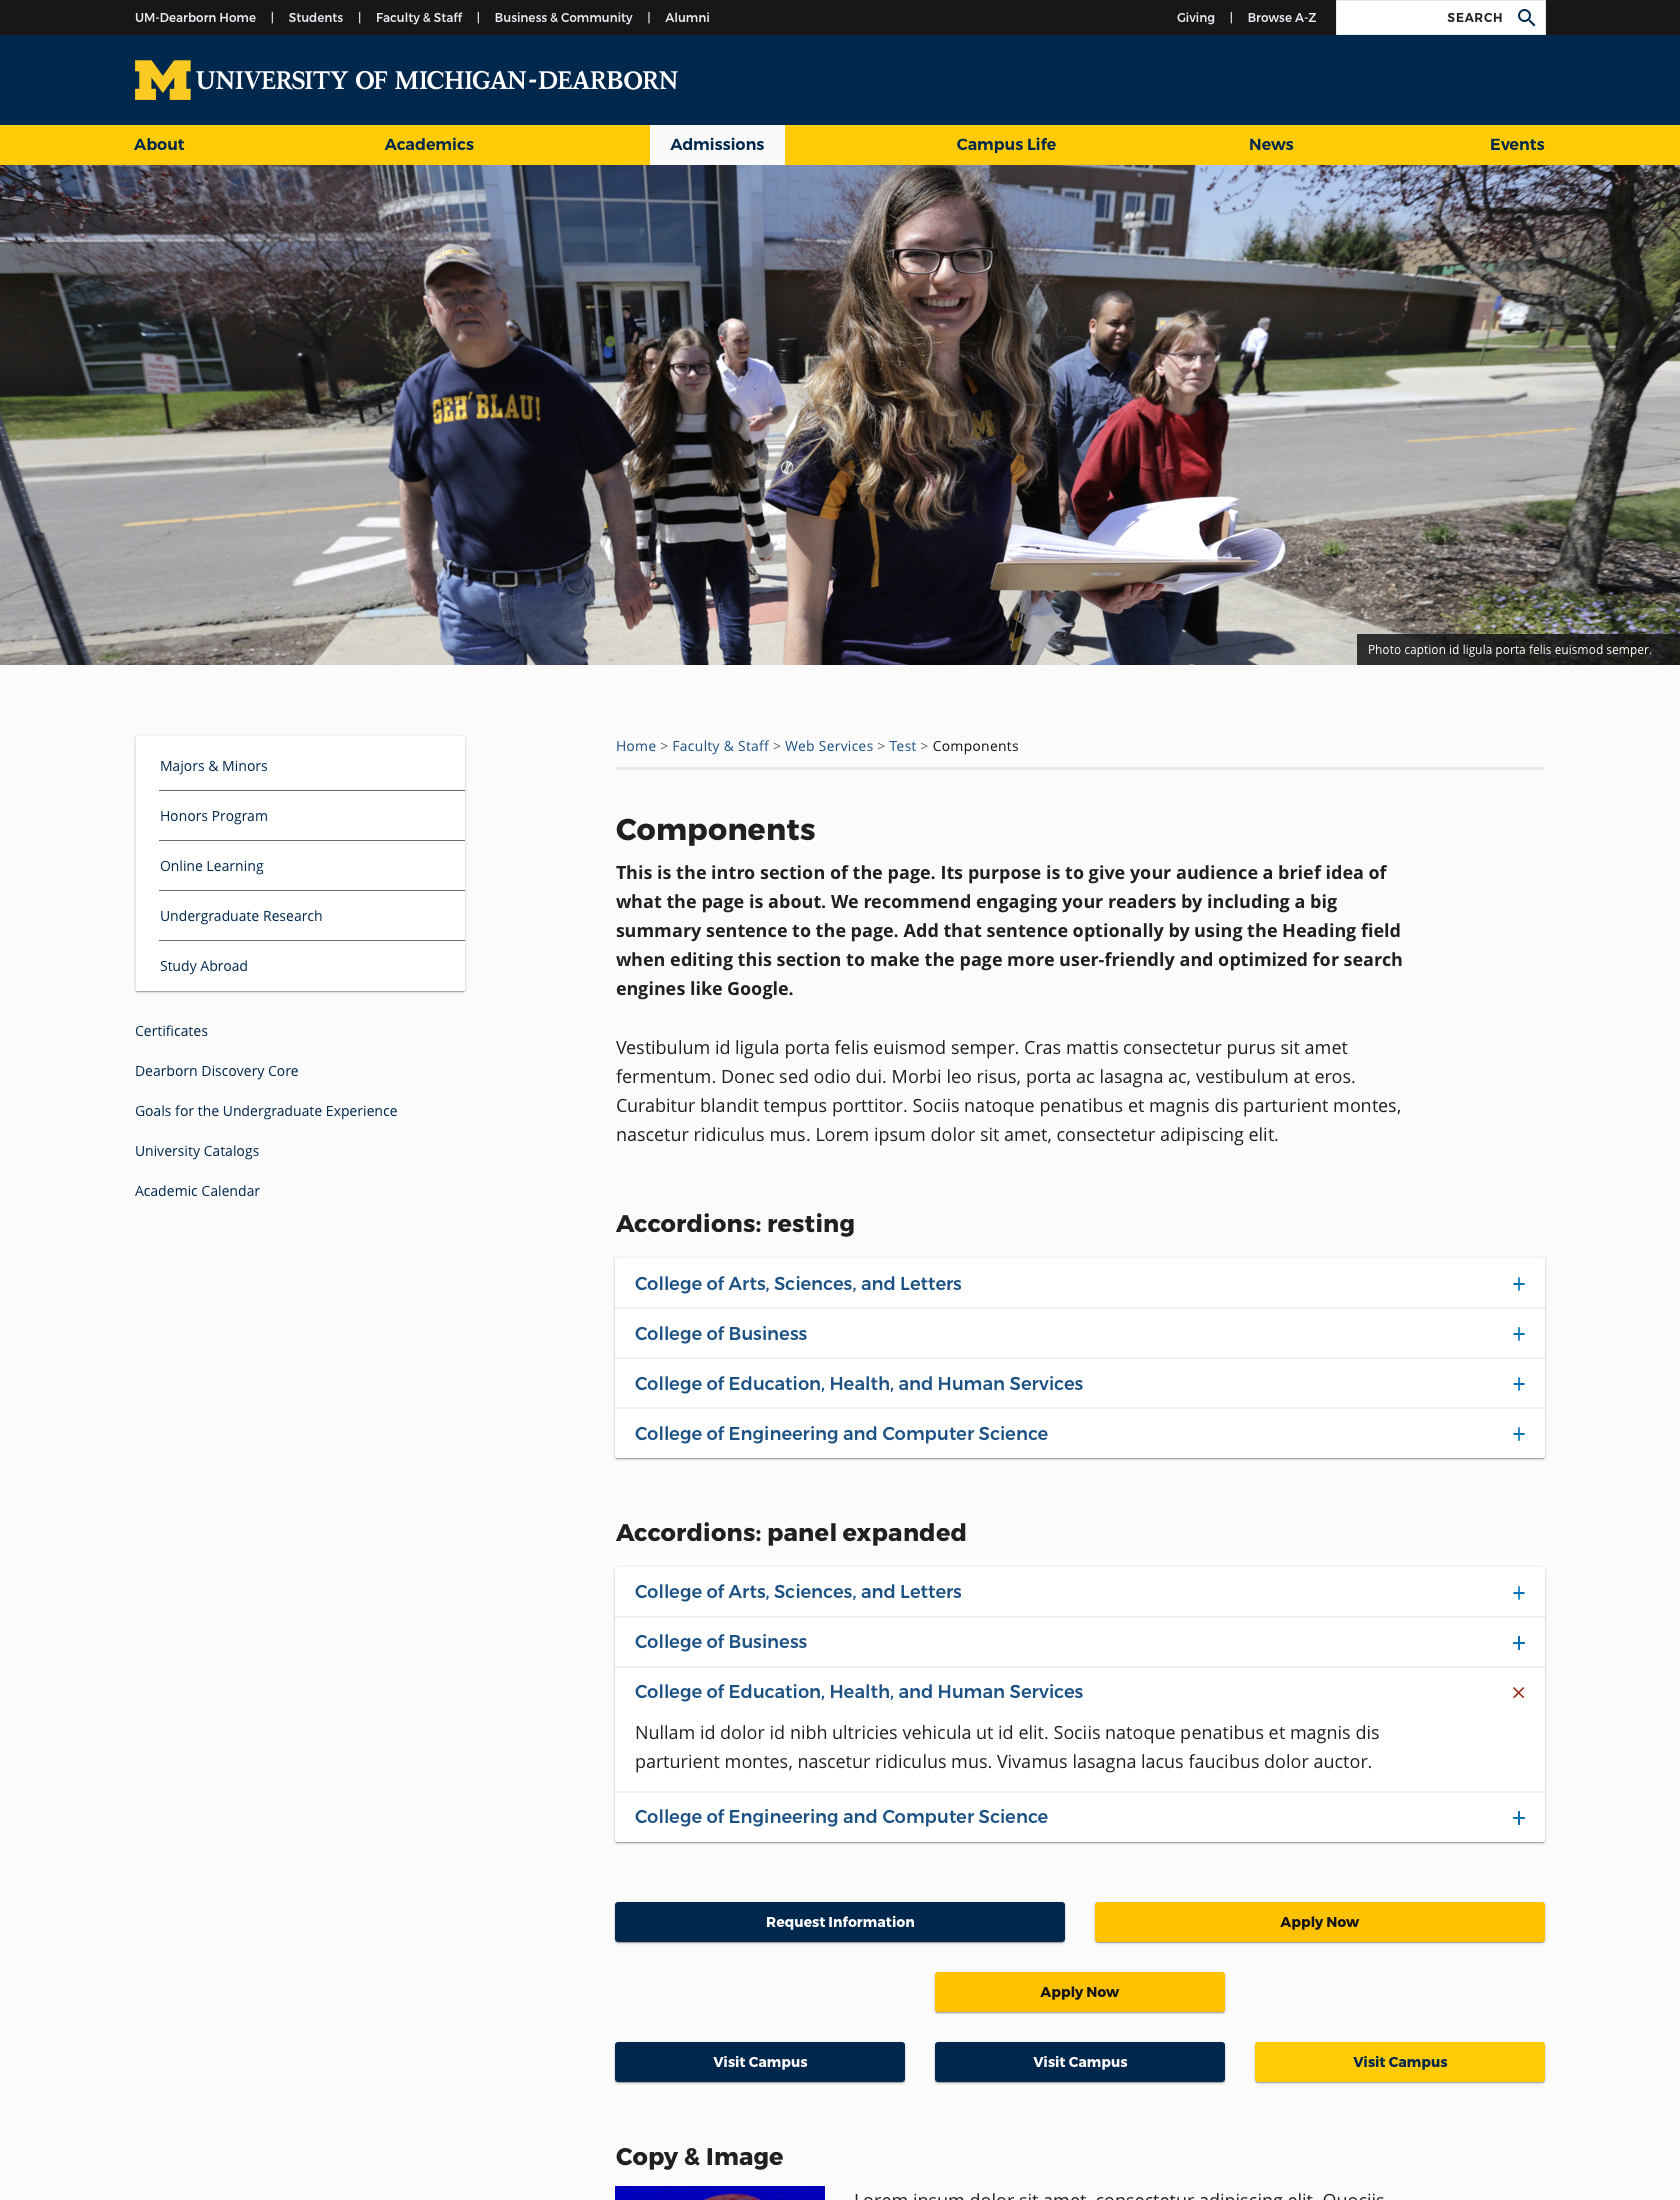 UM-Dearborn Home | Students | Faculty & Staff | Business & Community | Alumni
Giving | Browse A-Z
SEARCH
M UNIVERSITY OF MICHIGAN-DEARBORN
About Academics Admissions Campus Life News Events
NO
PARKING
STOPPING
STANDING
GEH'BLAU!
M
Photo caption id ligula porta felis euismod semper.
Majors & Minors
Honors Program
Online Learning
Undergraduate Research
Study Abroad
Certificates
Dearborn Discovery Core
Goals for the Undergraduate Experience
University Catalogs
Academic Calendar
Home > Faculty & Staff > Web Services > Test > Components
Components
This is the intro section of the page. Its purpose is to give your audience a brief idea of
what the page is about. We recommend engaging your readers by including a big
summary sentence to the page. Add that sentence optionally by using the Heading field
when editing this section to make the page more user-friendly and optimized for search
engines like Google.
Vestibulum id ligula porta felis euismod semper. Cras mattis consectetur purus sit amet
fermentum. Donec sed odio dui. Morbi leo risus, porta ac lasagna ac, vestibulum at eros.
Curabitur blandit tempus porttitor. Sociis natoque penatibus et magnis dis parturient montes,
nascetur ridiculus mus. Lorem ipsum dolor sit amet, consectetur adipiscing elit.
Accordions: resting
College of Arts, Sciences, and Letters +
College of Business +
College of Education, Health, and Human Services +
College of Engineering and Computer Science +
Accordions: panel expanded
College of Arts, Sciences, and Letters +
College of Business +
College of Education, Health, and Human Services ×
Nullam id dolor id nibh ultricies vehicula ut id elit. Sociis natoque penatibus et magnis dis
parturient montes, nascetur ridiculus mus. Vivamus lasagna lacus faucibus dolor auctor.
College of Engineering and Computer Science +
Request Information
Apply Now
Apply Now
Visit Campus
Visit Campus
Visit Campus
Copy & Image
Lorem ipsum dolor sit amet, consectetur adipiscing elit. Quocis